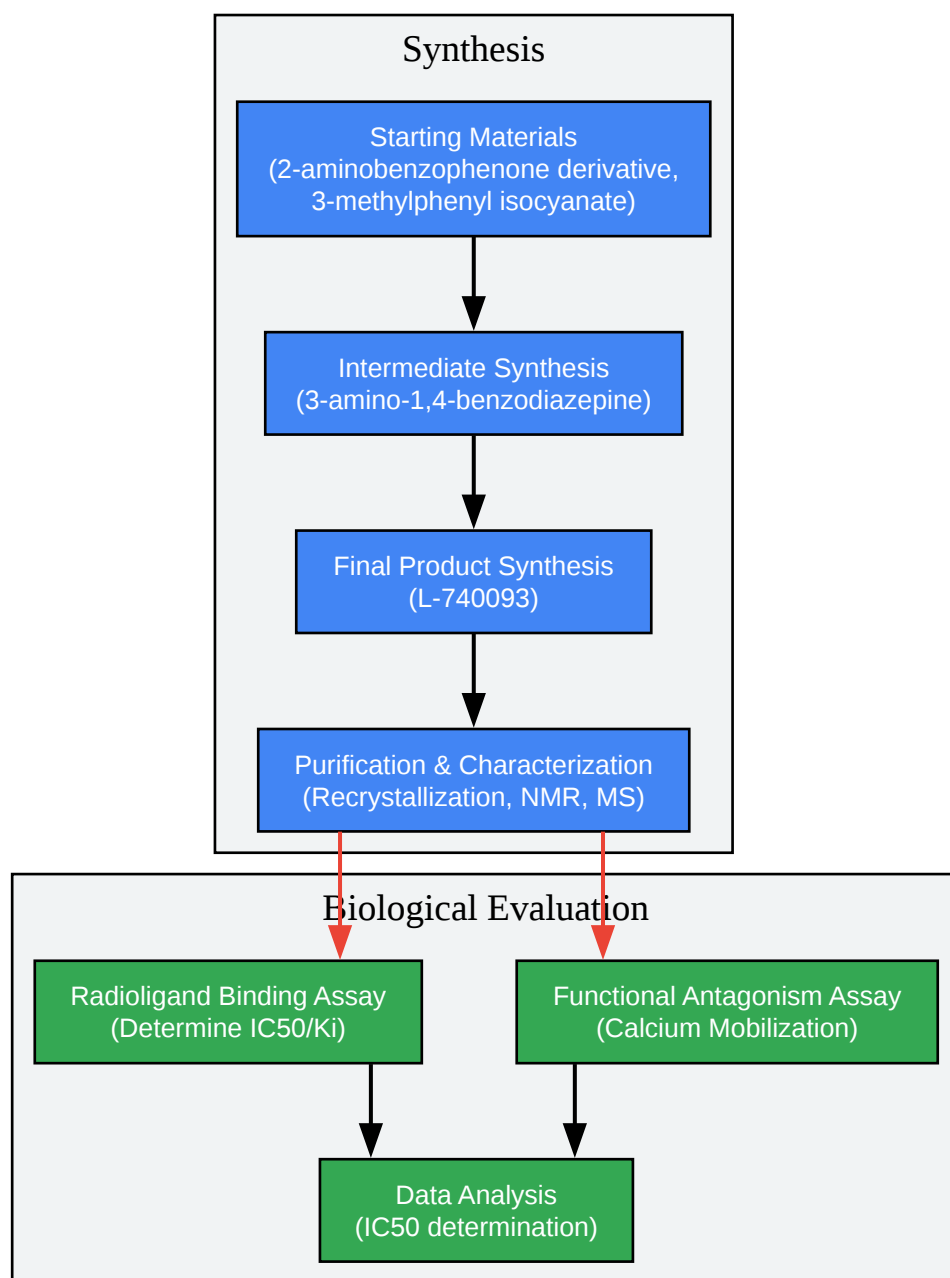 Synthesis
Starting Materials
(2-aminobenzophenone derivative,
3-methylphenyl isocyanate)
Intermediate Synthesis
(3-amino-1,4-benzodiazepine)
Final Product Synthesis
(L-740093)
Purification & Characterization
(Recrystallization, NMR, MS)
Biological Evaluation
Radioligand Binding Assay
(Determine IC50/Ki)
Functional Antagonism Assay
(Calcium Mobilization)
Data Analysis
(IC50 determination)